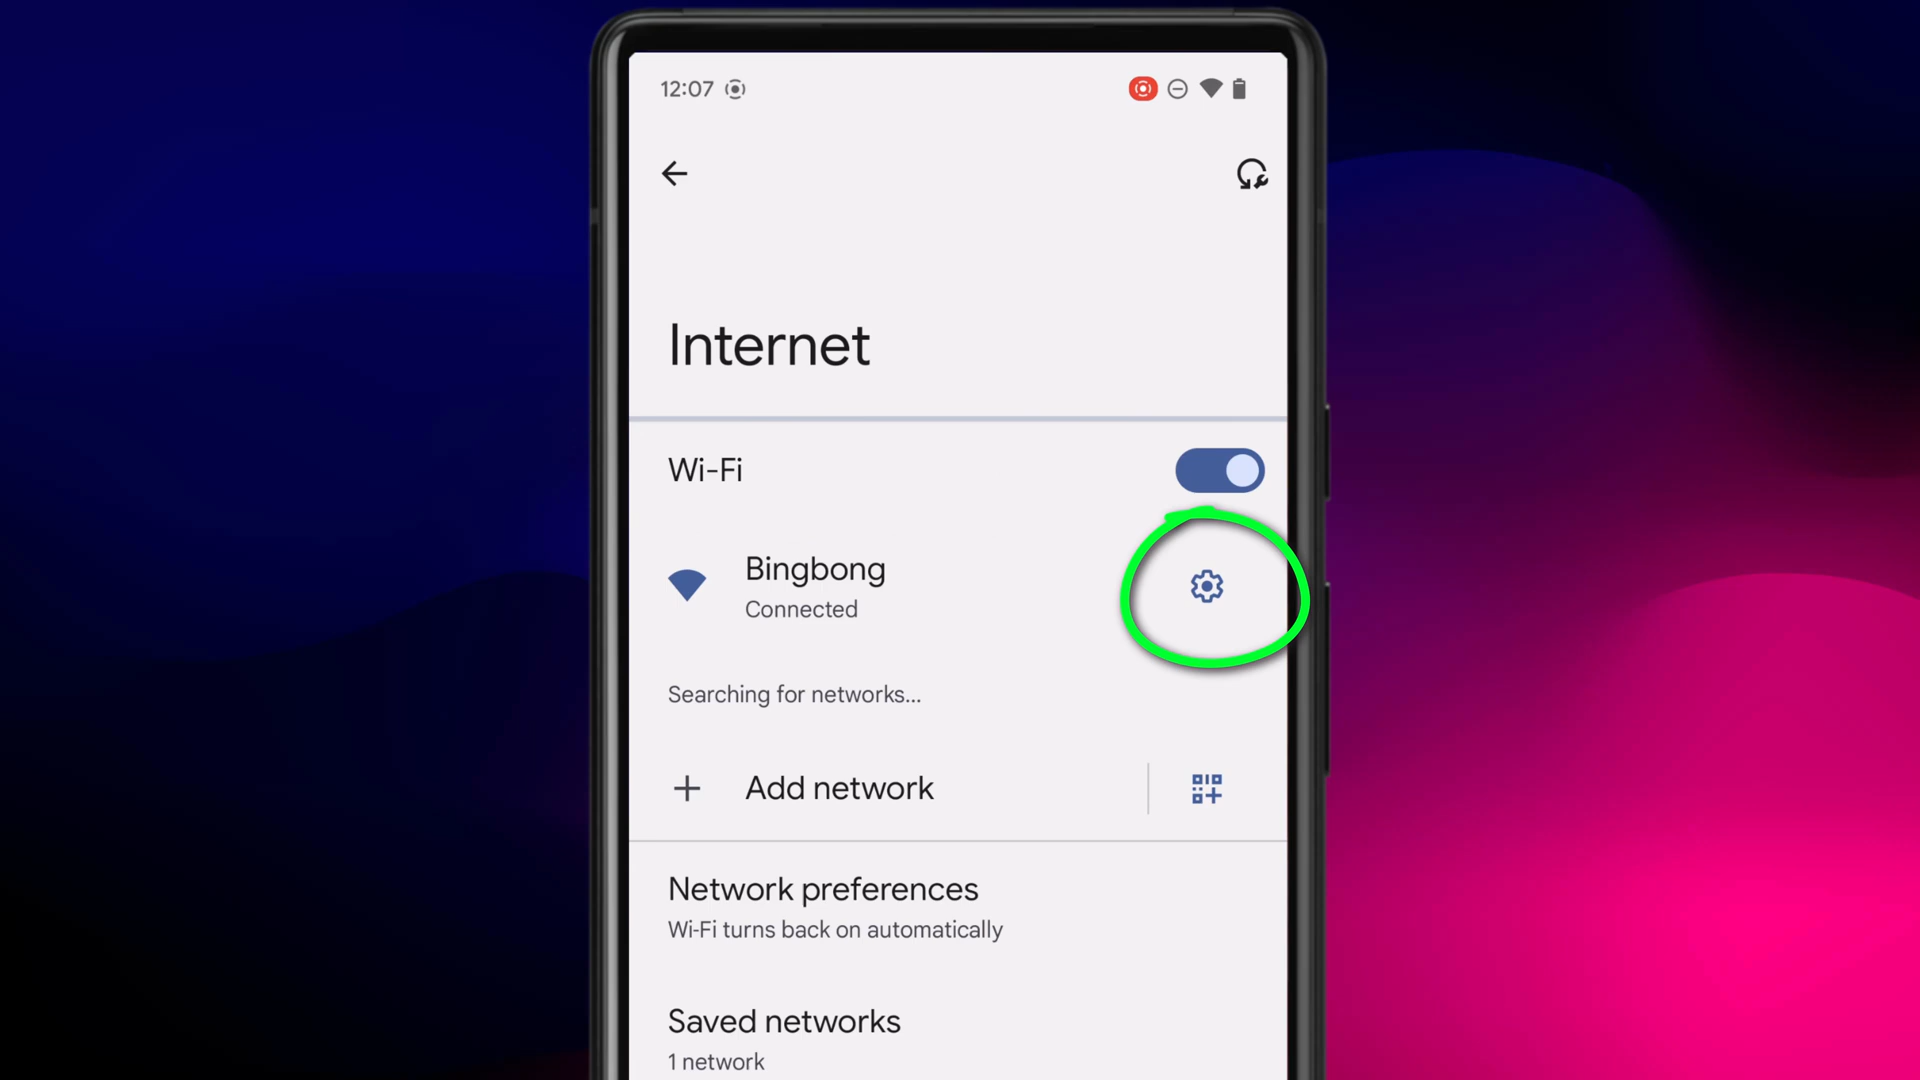 12:07
Internet
Wi-Fi
Bingbong
Connected
Searching for networks...
Add network
Network preferences
Wi-Fi turns back on automatically
Saved networks
1 network